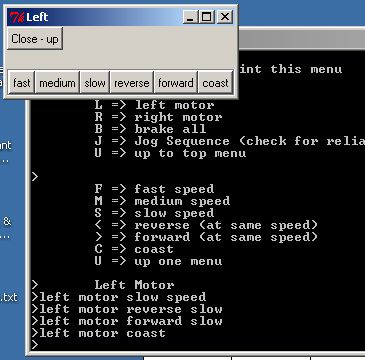 Left
Close - up
fast medium slow reverse forward coast
int this menu
L => left motor
R => right motor
B => brake all
J => Jog Sequence (check for relia
U => up to top menu
>
F => fast speed
M => medium speed
S => slow speed
< => reverse (at same speed)
> => forward (at same speed)
C => coast
U => up one menu
> Left Motor
>left motor slow speed
>left motor reverse slow
>left motor forward slow
>left motor coast
>
ant
...
&
...
.txt